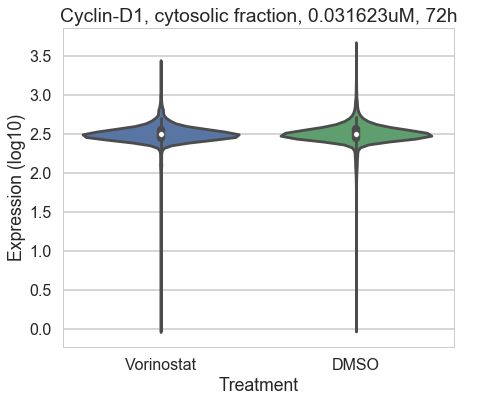 Cyclin-D1, cytosolic fraction, 0.031623uM, 72h
Expression (log10)
3.5
3.0
2.5
2.0
1.5
1.0
0.5
0.0
Vorinostat
DMSO
Treatment